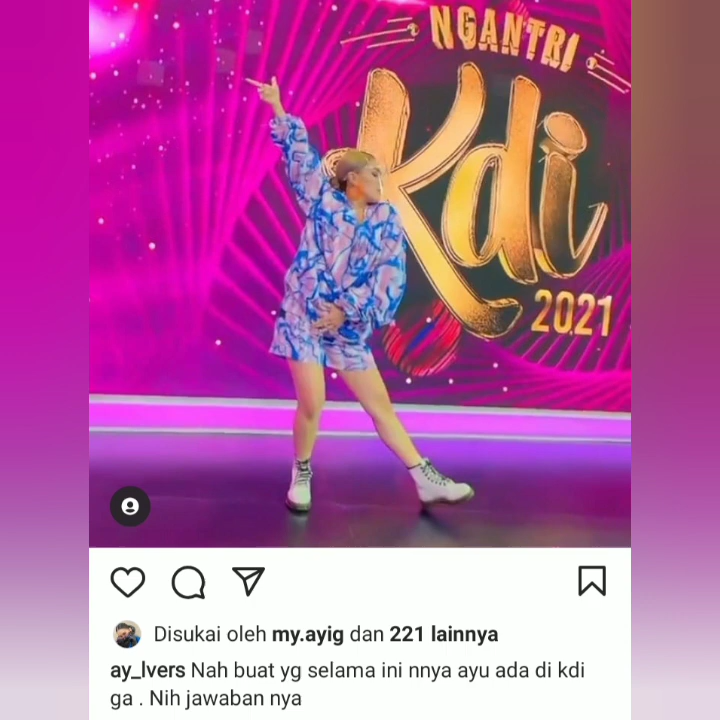 NGANTRI
Kdi
2021
Disukai oleh my.ayig dan 221 lainnya
ay_lvers Nah buat yg selama ini nnya ayu ada di kdi
ga . Nih jawaban nya